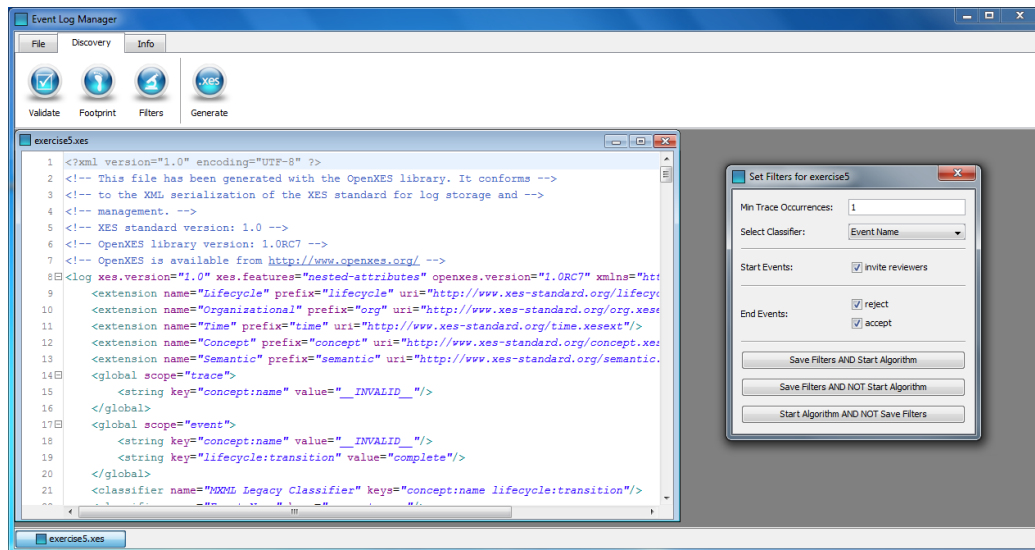 Event Log Manager
File Discovery Info
.xes
Validate Footprint Filters Generate
exercise5.xes
1 <?xml version="1.0" encoding="UTF-8" ?>
2 <!-- This file has been generated with the OpenXES library. It conforms -->
3 <!-- to the XML serialization of the XES standard for log storage and -->
4 <!-- management. -->
5 <!-- XES standard version: 1.0 -->
6 <!-- OpenXES library version: 1.0RC7 -->
7 <!-- OpenXES is available from http://www.openxes.org/ -->
8 <log xes.version="1.0" xes.features="nested-attributes" openxes.version="1.0RC7" xmlns="htt
9 <extension name="Lifecycle" prefix="lifecycle" uri="http://www.xes-standard.org/lifecyc
10 <extension name="Organizational" prefix="org" uri="http://www.xes-standard.org/org.xese
11 <extension name="Time" prefix="time" uri="http://www.xes-standard.org/time.xesext"/>
12 <extension name="Concept" prefix="concept" uri="http://www.xes-standard.org/concept.xes
13 <extension name="Semantic" prefix="semantic" uri="http://www.xes-standard.org/semantic.
14 <global scope="trace">
15 <string key="concept:name" value="__INVALID__"/>
16 </global>
17 <global scope="event">
18 <string key="concept:name" value="__INVALID__"/>
19 <string key="lifecycle:transition" value="complete"/>
20 </global>
21 <classifier name="MXML Legacy Classifier" keys="concept:name lifecycle:transition"/>
Set Filters for exercise5
Min Trace Occurrences: 1
Select Classifier: Event Name
Start Events: invite reviewers
End Events: reject
accept
Save Filters AND Start Algorithm
Save Filters AND NOT Start Algorithm
Start Algorithm AND NOT Save Filters
exercise5.xes